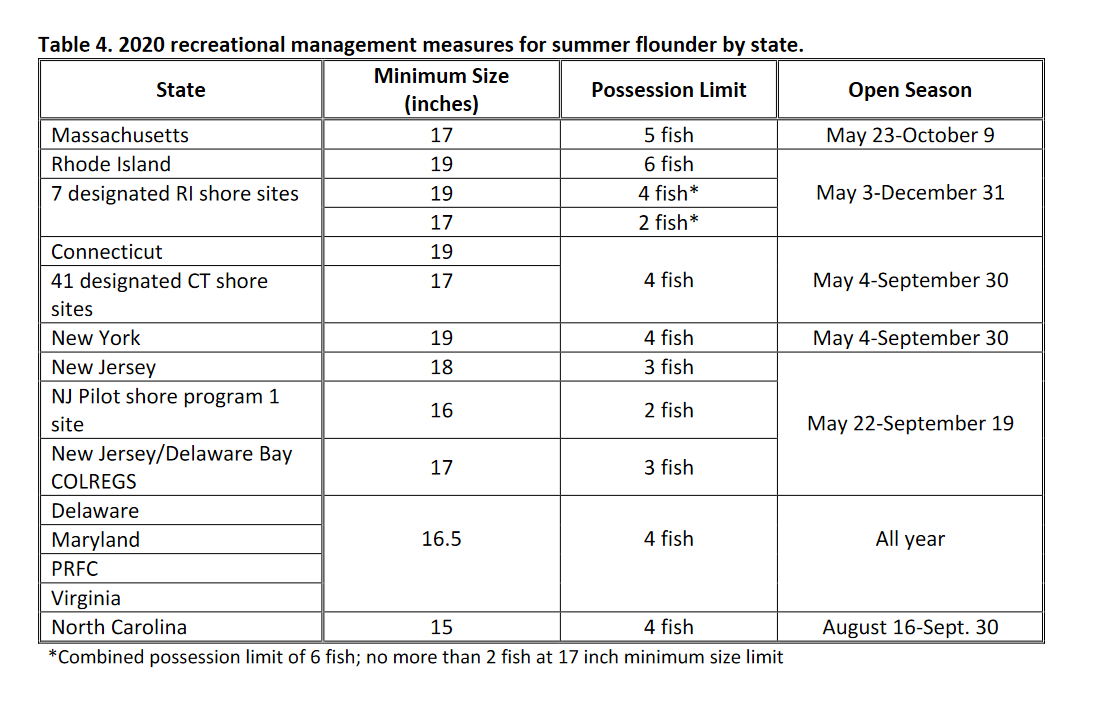 Table 4. 2020 recreational management measures for summer flounder by state.
State Minimum Size (inches) Possession Limit Open Season
Massachusetts 17 5 fish May 23-October 9
Rhode Island 19 6 fish May 3-December 31
7 designated RI shore sites 19 4 fish*
17 2 fish*
Connecticut 19 4 fish May 4-September 30
41 designated CT shore
sites 17
New York 19 4 fish May 4-September 30
New Jersey 18 3 fish May 22-September 19
NJ Pilot shore program 1
site 16 2 fish
New Jersey/Delaware Bay
COLREGS 17 3 fish
Delaware 16.5 4 fish All year
Maryland
PRFC
Virginia
North Carolina 15 4 fish August 16-Sept. 30
*Combined possession limit of 6 fish; no more than 2 fish at 17 inch minimum size limit